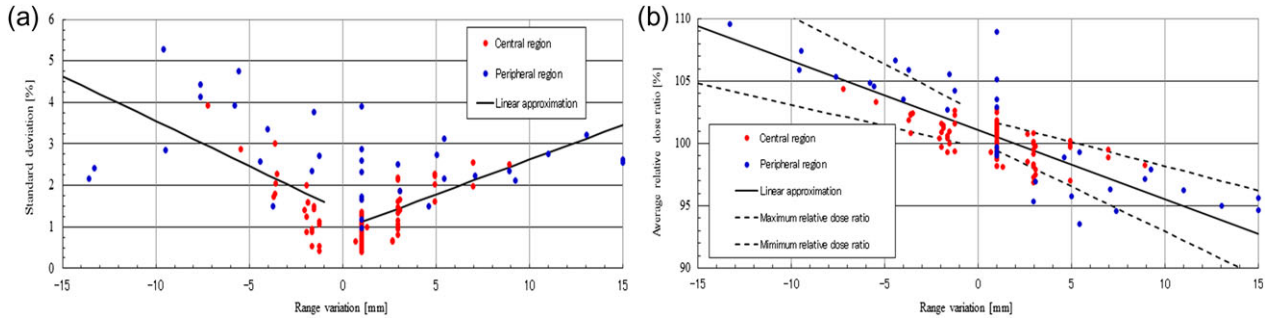 (a)
Standard deviation [%]
6
5
4
3
2
1
0
Central region
Peripheral region
Linear approximation
−15 −10 −5 0 5 10 15
Range variation [mm]
(b)
Average relative dose ratio [%]
110
105
100
95
90
Central region
Peripheral region
Linear approximation
Maximum relative dose ratio
Mimimum relative dose ratio
−15 −10 −5 0 5 10 15
Range variation [mm]